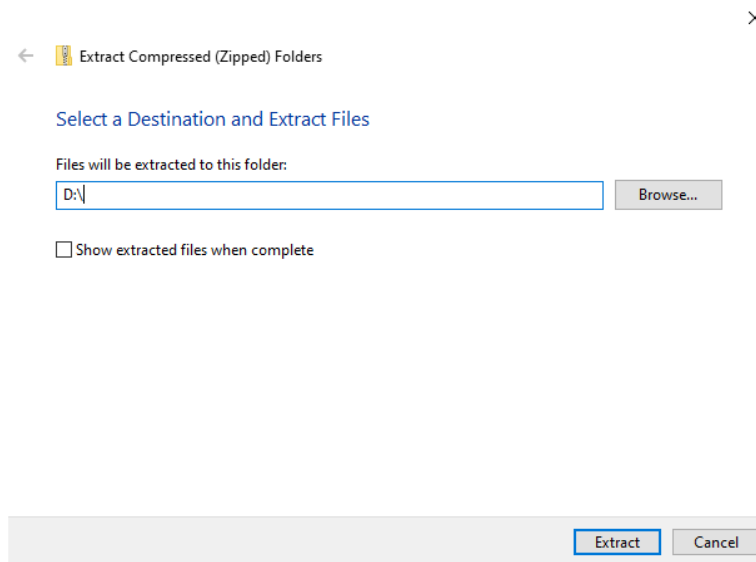 Extract Compressed (Zipped) Folders
Select a Destination and Extract Files
Files will be extracted to this folder:
D:\
Browse...
Show extracted files when complete
Extract
Cancel